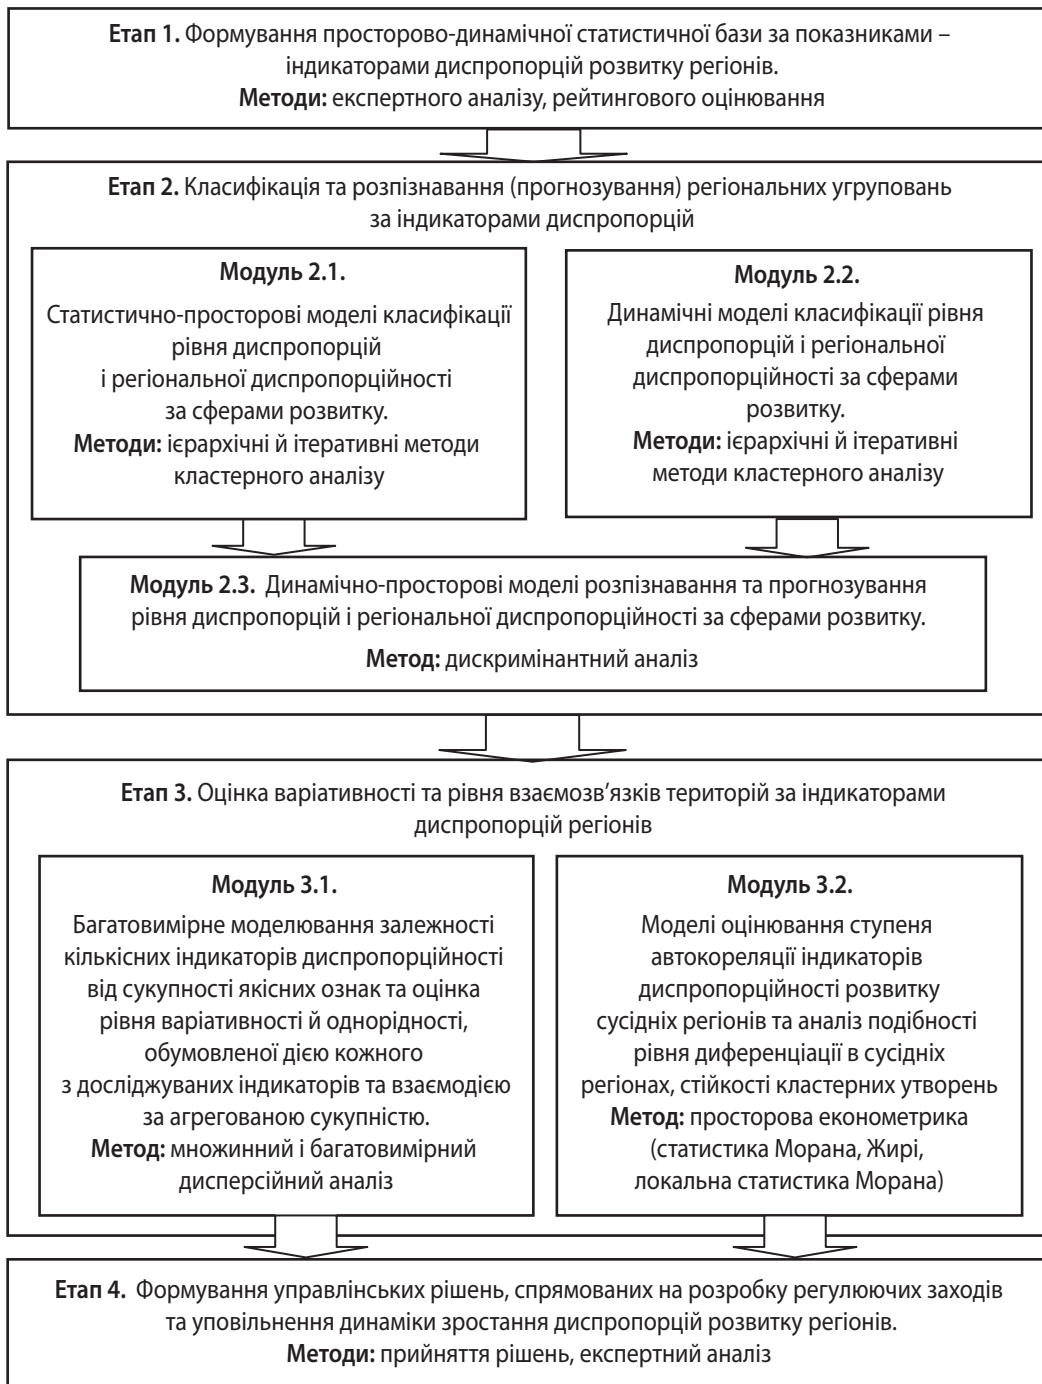 Етап 1. Формування просторово-динамічної статистичної бази за показниками –
індикаторами диспропорцій розвитку регіонів.
Методи: експертного аналізу, рейтингового оцінювання
Етап 2. Класифікація та розпізнавання (прогнозування) регіональних угруповань
за індикаторами диспропорцій
Модуль 2.1.
Статистично-просторові моделі класифікації
рівня диспропорцій
і регіональної диспропорційності
за сферами розвитку.
Методи: ієрархічні й ітеративні методи
кластерного аналізу
Модуль 2.2.
Динамічні моделі класифікації рівня
диспропорцій і регіональної
диспропорційності за сферами
розвитку.
Методи: ієрархічні й ітеративні
методи кластерного аналізу
Модуль 2.3. Динамічно-просторові моделі розпізнавання та прогнозування
рівня диспропорцій і регіональної диспропорційності за сферами розвитку.
Метод: дискримінантний аналіз
Етап 3. Оцінка варіативності та рівня взаємозв’язків територій за індикаторами
диспропорцій регіонів
Модуль 3.1.
Багатовимірне моделювання залежності
кількісних індикаторів диспропорційності
від сукупності якісних ознак та оцінка
рівня варіативності й однорідності,
обумовленої дією кожного
з досліджуваних індикаторів та взаємодією
за агрегованою сукупністю.
Метод: множинний і багатовимірний
дисперсійний аналіз
Модуль 3.2.
Моделі оцінювання ступеня
автокореляції індикаторів
диспропорційності розвитку
сусідніх регіонів та аналіз подібності
рівня диференціації в сусідніх
регіонах, стійкості кластерних утворень
Метод: просторова економетрика
(статистика Морана, Жирі,
локальна статистика Морана)
Етап 4. Формування управлінських рішень, спрямованих на розробку регулюючих заходів
та уповільнення динаміки зростання диспропорцій розвитку регіонів.
Методи: прийняття рішень, експертний аналіз